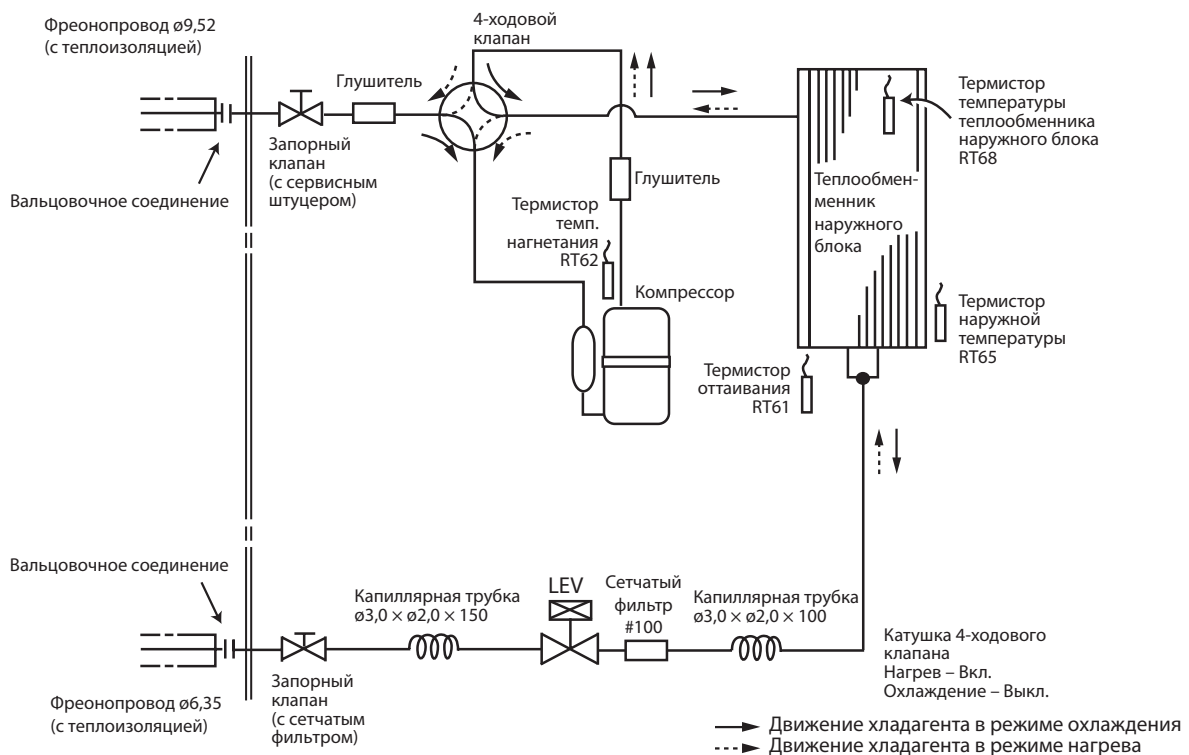 Фреонопровод ø9,52
(с теплоизоляцией)
4-ходовой
клапан
Глушитель
Запорный
клапан
(с сервисным
штуцером)
Вальцовочное соединение
Глушитель
Термистор
темп.
нагнетания
RT62
Компрессор
Теплообмен-
менник
наружного
блока
Термистор
температуры
теплообменника
наружного блока
RT68
Термистор
наружной
температуры
RT65
Термистор
оттаивания
RT61
Вальцовочное соединение
Капиллярная трубка
ø3,0 × ø2,0 × 150
LEV
Сетчатый
фильтр
#100
Капиллярная трубка
ø3,0 × ø2,0 × 100
Катушка 4-ходового
клапана
Нагрев – Вкл.
Охлаждение – Выкл.
Фреонопровод ø6,35
(с теплоизоляцией)
Запорный
клапан
(с сетчатым
фильтром)
Движение хладагента в режиме охлаждения
Движение хладагента в режиме нагрева